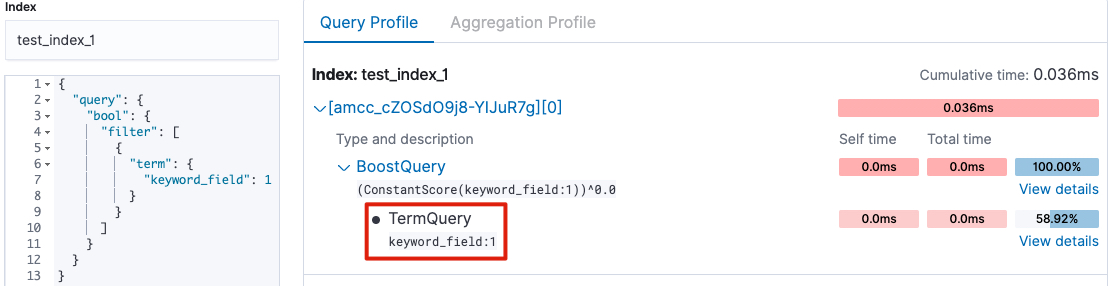 Index
test_index_1
1 {
2 "query": {
3 "bool": {
4 "filter": [
5 {
6 "term": {
7 "keyword_field": 1
8 }
9 }
10 ]
11 }
12 }
13 }
Query Profile Aggregation Profile
Index: test_index_1 Cumulative time: 0.036ms
[amcc_cZOSdO9j8-YIJuR7g][0] 0.036ms
Type and description Self time Total time
BoostQuery 0.0ms 0.0ms 100.00%
(ConstantScore(keyword_field:1))^0.0 View details
TermQuery 0.0ms 0.0ms 58.92%
keyword_field:1 View details